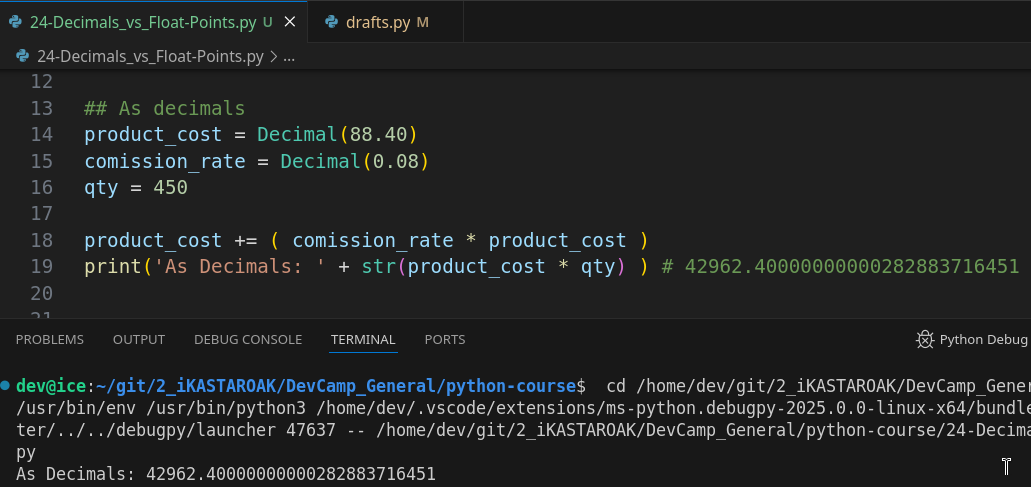 24-Decimals_vs_Float-Points.py U × drafts.py M
24-Decimals_vs_Float-Points.py > ...
12
13 ## As decimals
14 product_cost = Decimal(88.40)
15 comission_rate = Decimal(0.08)
16 qty = 450
17
18 product_cost += ( comission_rate * product_cost )
19 print('As Decimals: ' + str(product_cost * qty) ) # 42962.40000000000282883716451
20
21
PROBLEMS OUTPUT DEBUG CONSOLE TERMINAL PORTS Python Debug
dev@ice:~/git/2_iKASTAROAK/DevCamp_General/python-course$ cd /home/dev/git/2_iKASTAROAK/DevCamp_Gener
/usr/bin/env /usr/bin/python3 /home/dev/.vscode/extensions/ms-python.debugpy-2025.0.0-linux-x64/bundle
ter/../../debugpy/launcher 47637 -- /home/dev/git/2_iKASTAROAK/DevCamp_General/python-course/24-Decima
py
As Decimals: 42962.40000000000282883716451